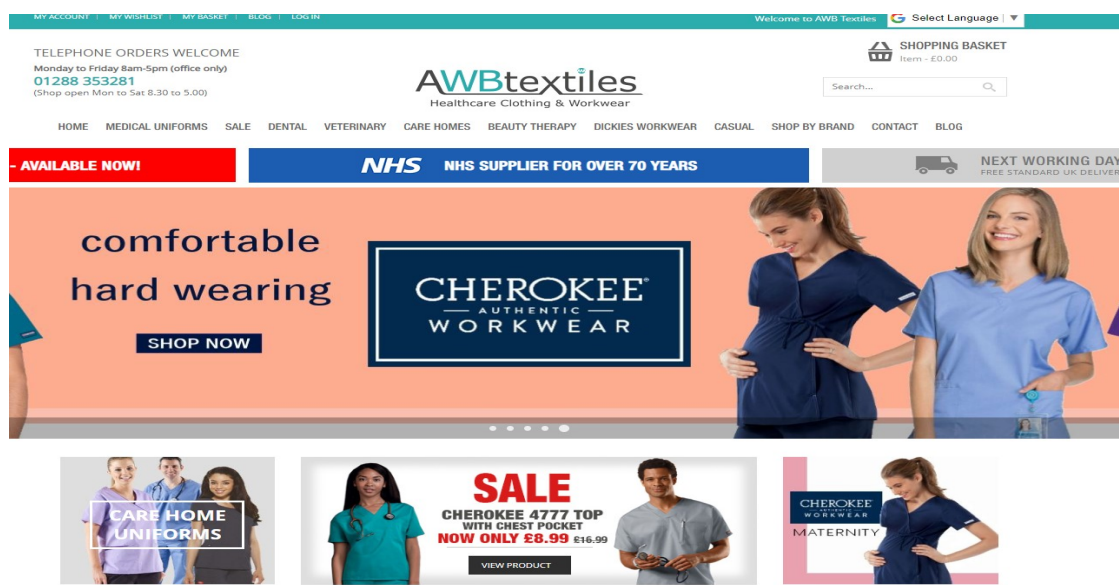 MY ACCOUNT | MY WISHLIST | MY BASKET | BLOG | LOG IN
Welcome to AWB Textiles
G Select Language ▼
TELEPHONE ORDERS WELCOME
Monday to Friday 8am-5pm (office only)
01288 353281
(Shop open Mon to Sat 8.30 to 5.00)
AWBtextiles
Healthcare Clothing & Workwear
SHOPPING BASKET
Item - £0.00
Search...
HOME MEDICAL UNIFORMS SALE DENTAL VETERINARY CARE HOMES BEAUTY THERAPY DICKIES WORKWEAR CASUAL SHOP BY BRAND CONTACT BLOG
- AVAILABLE NOW!
NHS NHS SUPPLIER FOR OVER 70 YEARS
NEXT WORKING DAY
FREE STANDARD UK DELIVER
comfortable
hard wearing
SHOP NOW
CHEROKEE®
AUTHENTIC
WORKWEAR
CARE HOME
UNIFORMS
SALE
CHEROKEE 4777 TOP
WITH CHEST POCKET
NOW ONLY £8.99 £16.99
VIEW PRODUCT
CHEROKEE
AUTHENTIC
WORKWEAR
MATERNITY